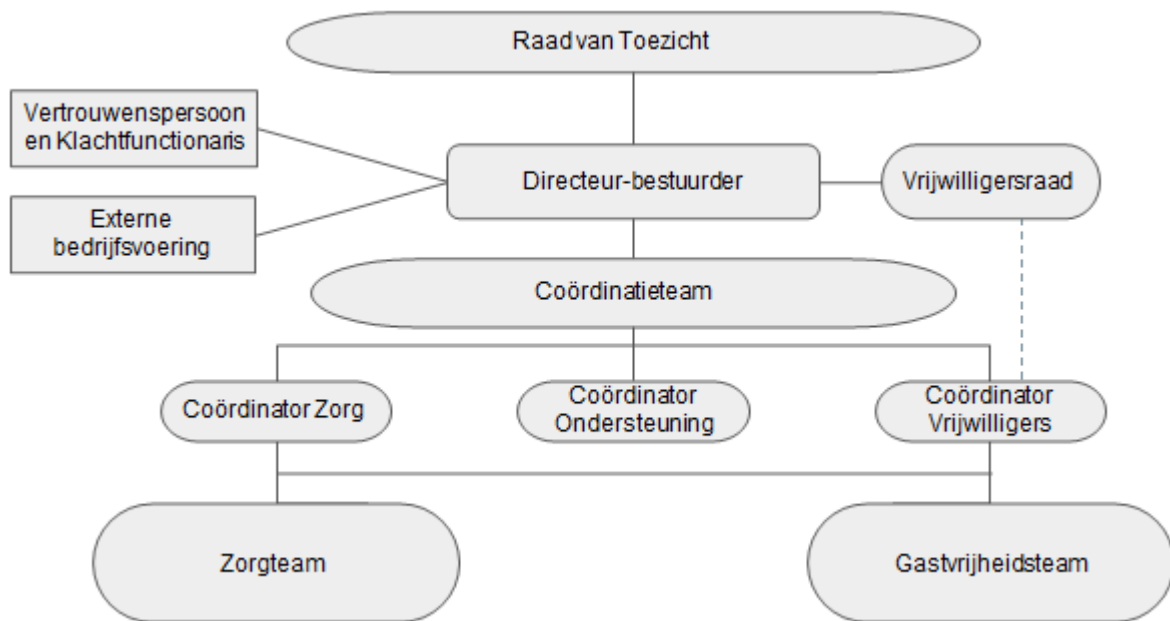 Raad van Toezicht
Vertrouwenspersoon
en Klachtfunctionaris
Directeur-bestuurder
Vrijwilligersraad
Externe
bedrijfsvoering
Coördinatieteam
Coördinator Zorg
Coördinator
Ondersteuning
Coördinator
Vrijwilligers
Zorgteam
Gastvrijheidsteam